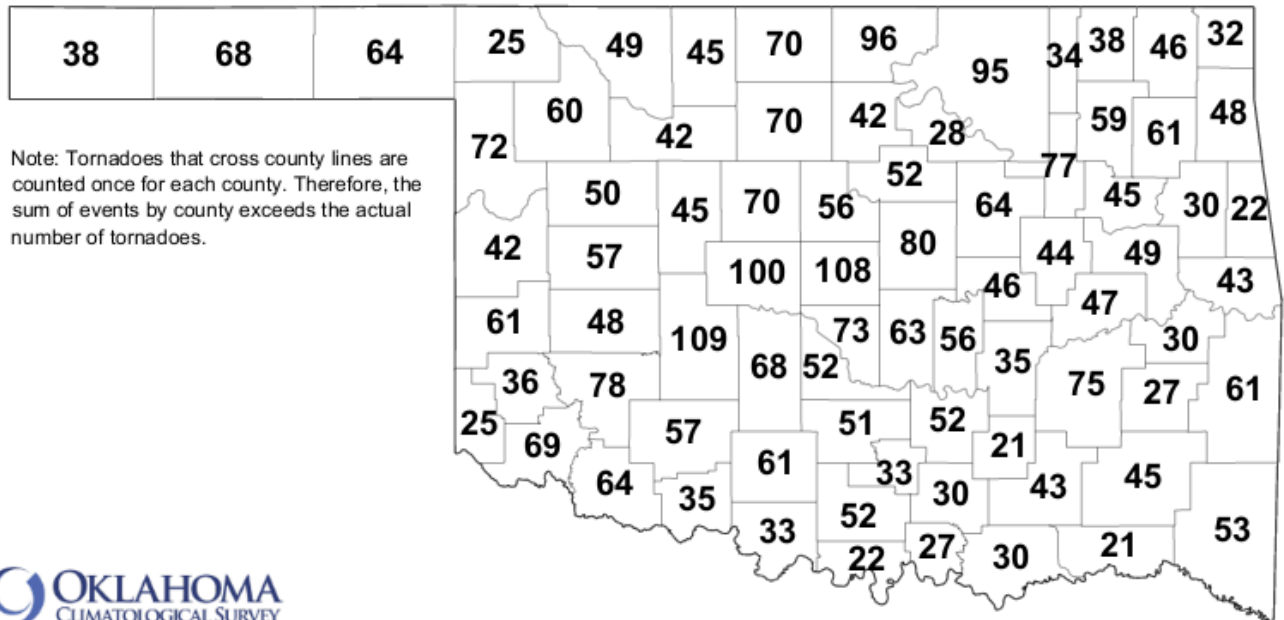 38 68 64 25 49 45 70 96 95 34 38 46 32
72 60 42 70 42 28 77 59 61 48
50 45 70 56 52 64 45 30 22
42 57 100 108 80 46 44 49 43
61 48 109 68 73 52 63 56 35 47 30
36 78 75 27 61
25 69 57 51 52 21
64 35 61 33 30 43 45
33 52 22 27 30 21 53
Note: Tornadoes that cross county lines are
counted once for each county. Therefore, the
sum of events by county exceeds the actual
number of tornadoes.
OKLAHOMA
CLIMATOLOGICAL SURVEY